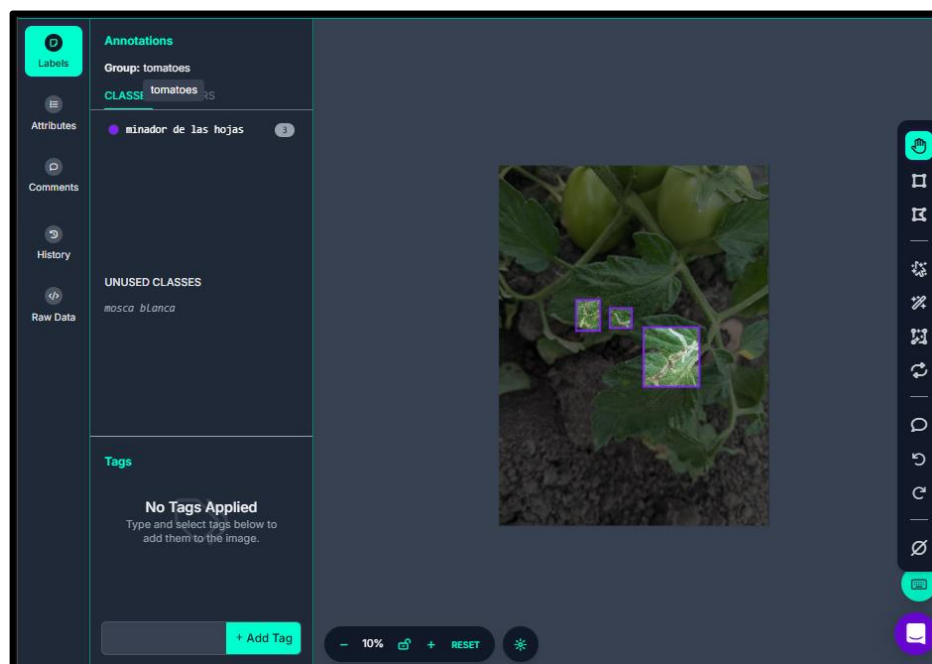 Labels
Attributes
Comments
History
Raw Data
Annotations
Group: tomatoes
CLASSE
tomatoes
RS
minador de las hojas 3
UNUSED CLASSES
mosca blanca
Tags
No Tags Applied
Type and select tags below to
add them to the image.
+ Add Tag
− 10% + RESET